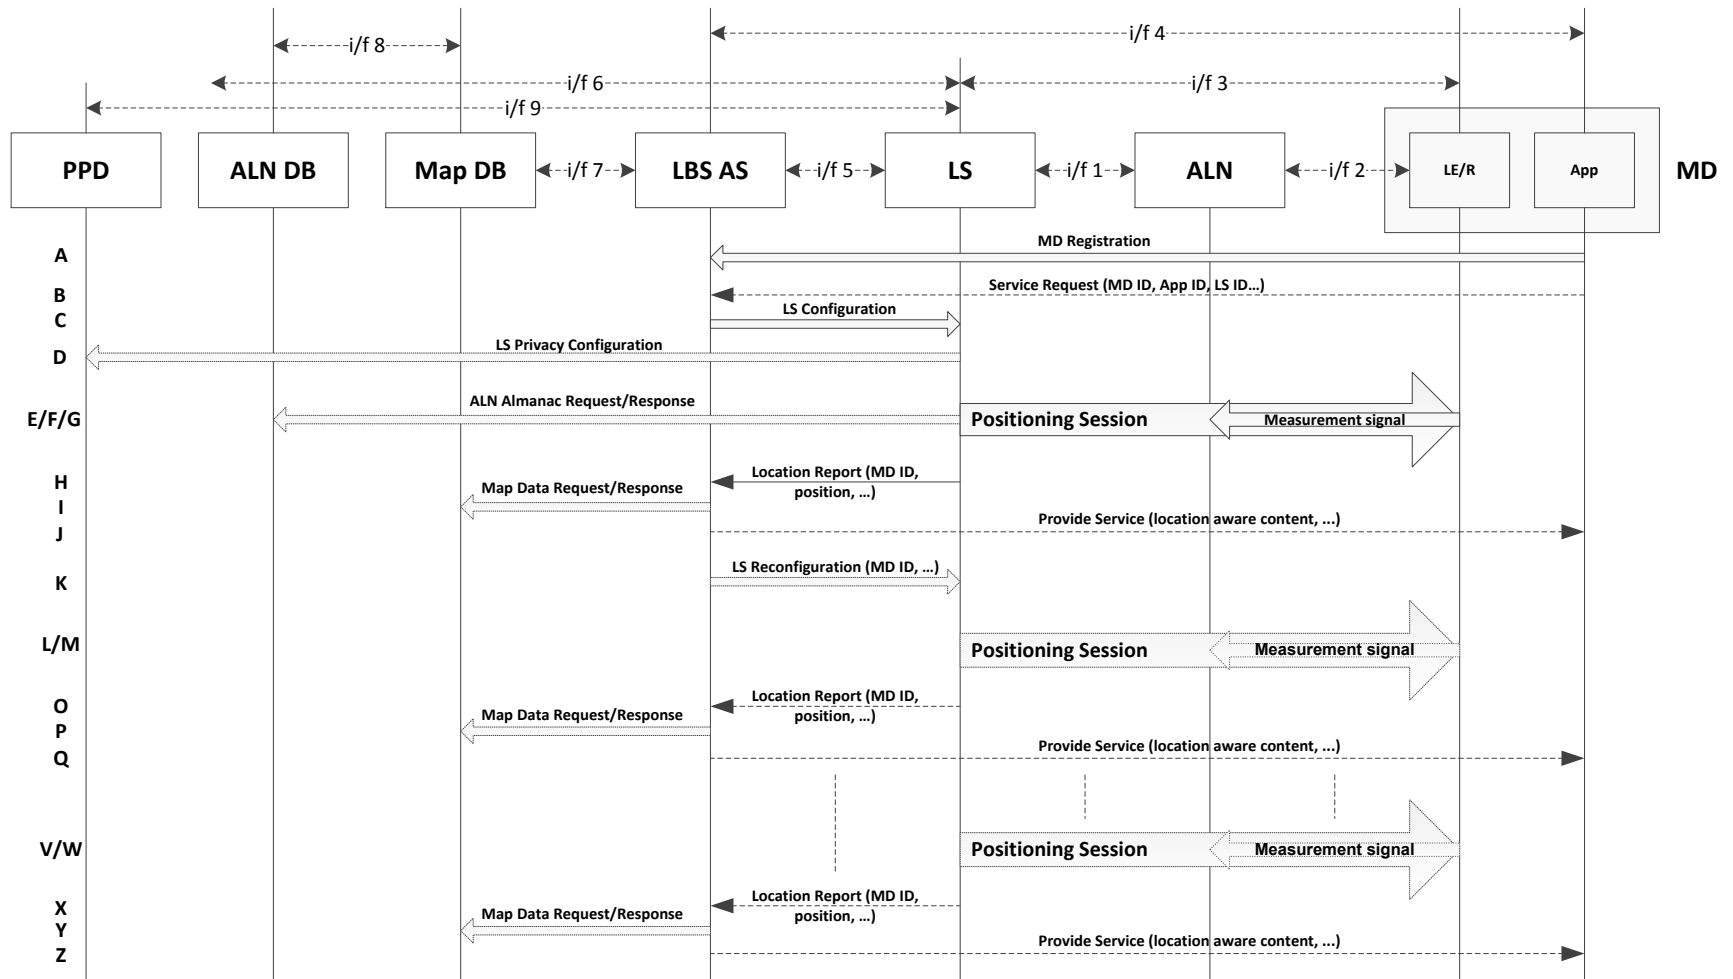 i/f 8
i/f 4
i/f 6
i/f 3
i/f 9
PPD
ALN DB
Map DB
i/f 7
LBS AS
i/f 5
LS
i/f 1
ALN
i/f 2
LE/R
App
MD
A
MD Registration
B
Service Request (MD ID, App ID, LS ID...)
C
LS Configuration
D
LS Privacy Configuration
E/F/G
ALN Almanac Request/Response
Positioning Session
Measurement signal
H
Location Report (MD ID,
position, ...)
I
Map Data Request/Response
J
Provide Service (location aware content, ...)
K
LS Reconfiguration (MD ID, ...)
L/M
Positioning Session
Measurement signal
O
Location Report (MD ID,
position, ...)
P
Map Data Request/Response
Q
Provide Service (location aware content, ...)
V/W
Positioning Session
Measurement signal
X
Location Report (MD ID,
position, ...)
Y
Map Data Request/Response
Z
Provide Service (location aware content, ...)